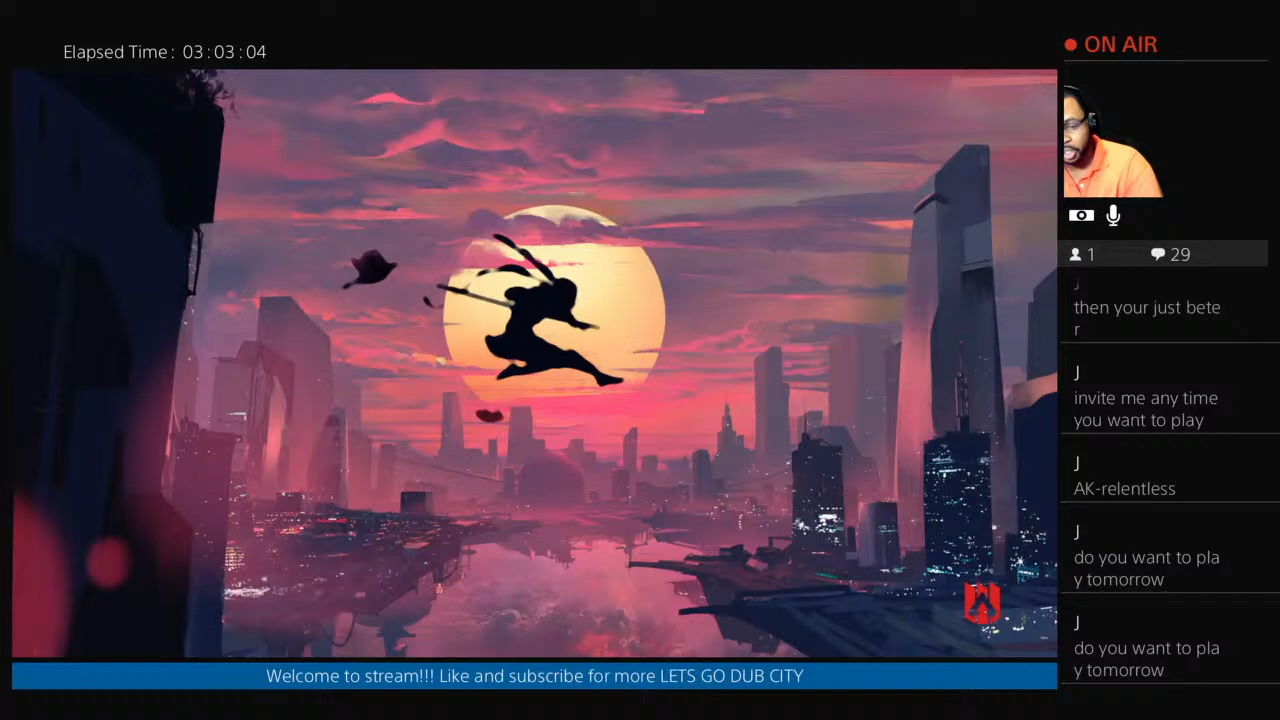 Elapsed Time: 03:03:04
ON AIR
1
29
J
then your just bete
r
J
invite me any time
you want to play
J
AK-relentless
J
do you want to pla
y tomorrow
J
do you want to pla
y tomorrow
Welcome to stream!!! Like and subscribe for more LETS GO DUB CITY